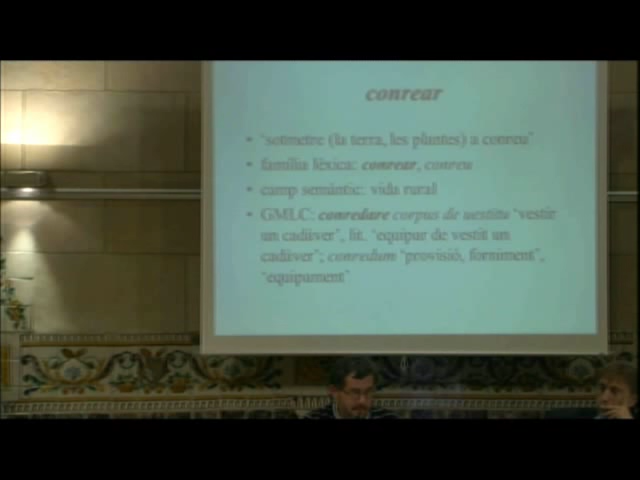 conrear
• ‘sotmetre (la terra, les plantes) a conreu’
• família lèxica: conrear, conreu
• camp semàntic: vida rural
• GMLC: conredare corpus de uestitu ‘vestir
un cadàver’, lit. ‘equipar de vestit un
cadàver’; conredum ‘provisió, forniment’,
‘equipament’